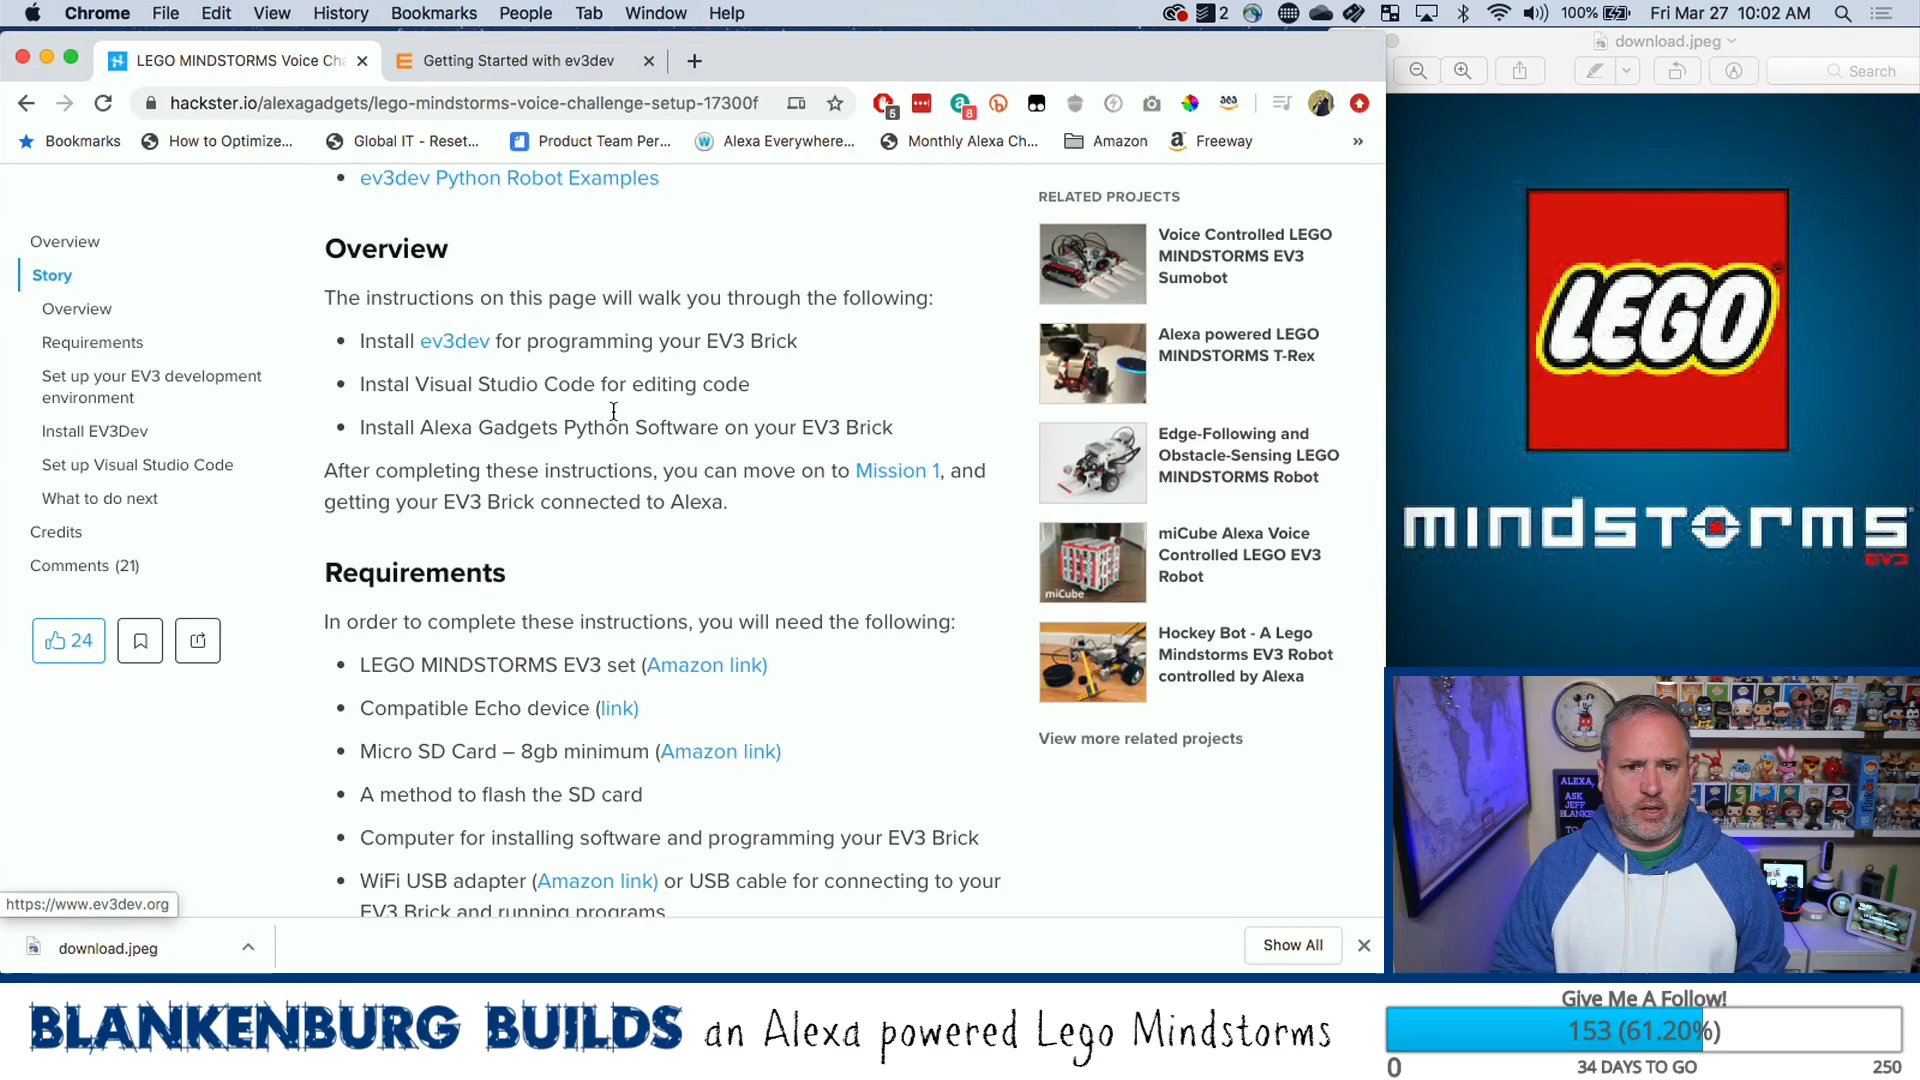 Chrome File Edit View History Bookmarks People Tab Window Help
2 100% Fri Mar 27 10:02 AM
LEGO MINDSTORMS Voice Cha
Getting Started with ev3dev
download.jpeg
hackster.io/alexagadgets/lego-mindstorms-voice-challenge-setup-17300f
5 8
Search
Bookmarks How to Optimize... Global IT - Reset... Product Team Per... Alexa Everywhere... Monthly Alexa Ch... Amazon Freeway »
ev3dev Python Robot Examples
Overview
Story
Overview
Requirements
Set up your EV3 development
environment
Install EV3Dev
Set up Visual Studio Code
What to do next
Credits
Comments (21)
24
Overview
The instructions on this page will walk you through the following:
Install ev3dev for programming your EV3 Brick
Instal Visual Studio Code for editing code
Install Alexa Gadgets Python Software on your EV3 Brick
After completing these instructions, you can move on to Mission 1, and
getting your EV3 Brick connected to Alexa.
Requirements
In order to complete these instructions, you will need the following:
LEGO MINDSTORMS EV3 set (Amazon link)
Compatible Echo device (link)
Micro SD Card – 8gb minimum (Amazon link)
A method to flash the SD card
Computer for installing software and programming your EV3 Brick
WiFi USB adapter (Amazon link) or USB cable for connecting to your
EV3 Brick and running programs
RELATED PROJECTS
Voice Controlled LEGO
MINDSTORMS EV3
Sumobot
Alexa powered LEGO
MINDSTORMS T-Rex
Edge-Following and
Obstacle-Sensing LEGO
MINDSTORMS Robot
miCube
miCube Alexa Voice
Controlled LEGO EV3
Robot
Hockey Bot - A Lego
Mindstorms EV3 Robot
controlled by Alexa
View more related projects
https://www.ev3dev.org
download.jpeg
Show All
LEGO
mindstorms
EV3
ALEXA,
ASK
JEFF
BLANKENBURG BUILDS an Alexa powered Lego Mindstorms
Give Me A Follow!
153 (61.20%)
0 34 DAYS TO GO 250